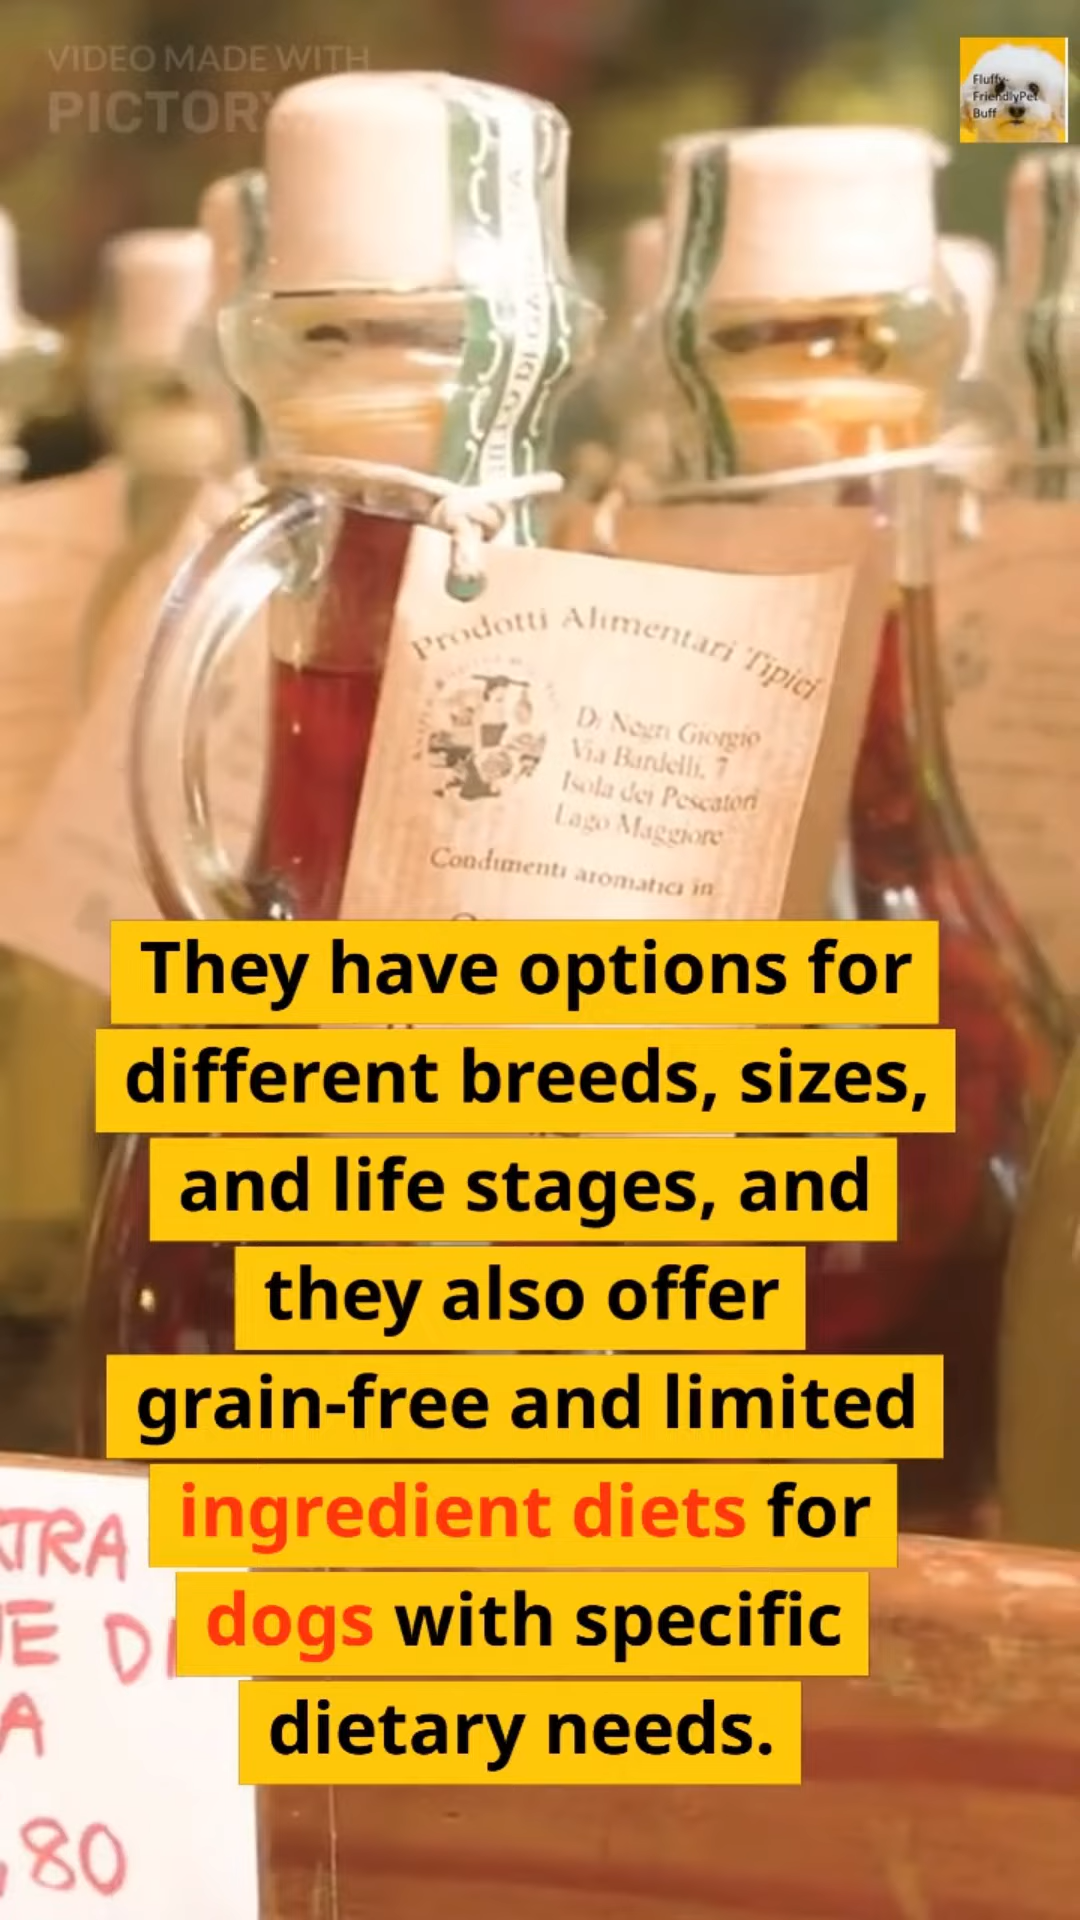 VIDEO MADE WITH
PICTORY
Fluffy-
FriendlyPet
Buff
Prodotti Alimentari Tipici
Di Negri Giorgio
Via Bardelli, 7
Isola dei Pescatori
Lago Maggiore
Condimenti aromatici in
They have options for
different breeds, sizes,
and life stages, and
they also offer
grain-free and limited
ingredient diets for
dogs with specific
dietary needs.
80